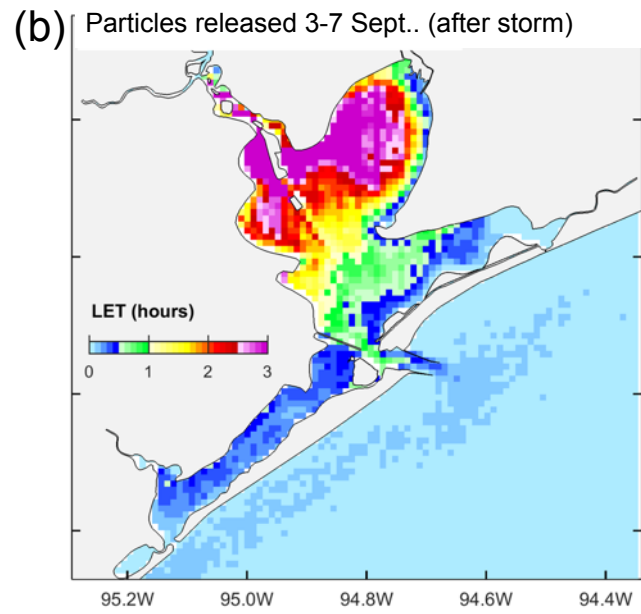 (b) Particles released 3-7 Sept.. (after storm)
LET (hours)
0 1 2 3
95.2W 95.0W 94.8W 94.6W 94.4W